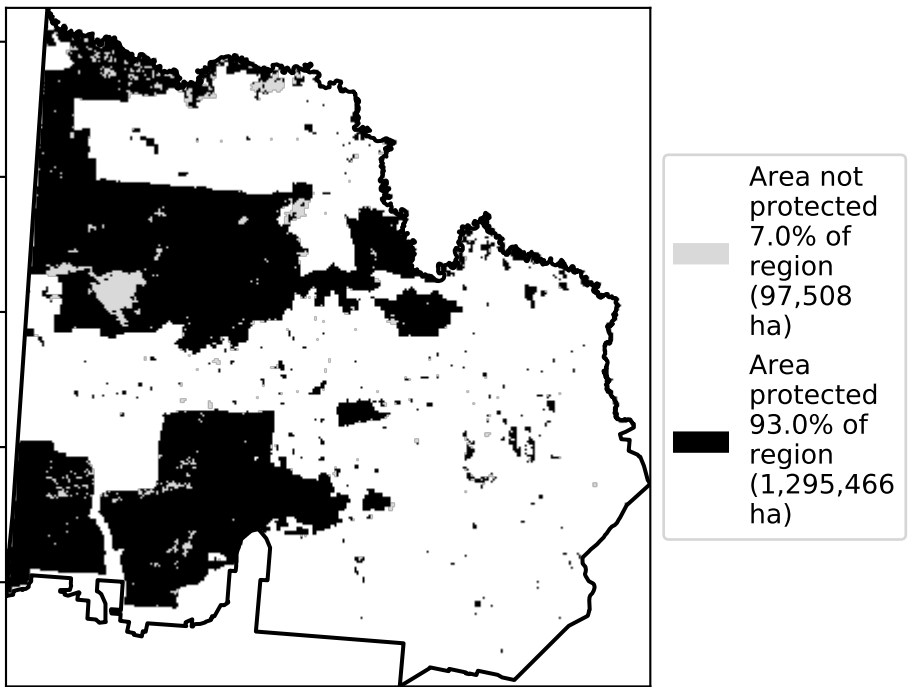 Area not
protected
7.0% of
region
(97,508
ha)
Area
protected
93.0% of
region
(1,295,466
ha)